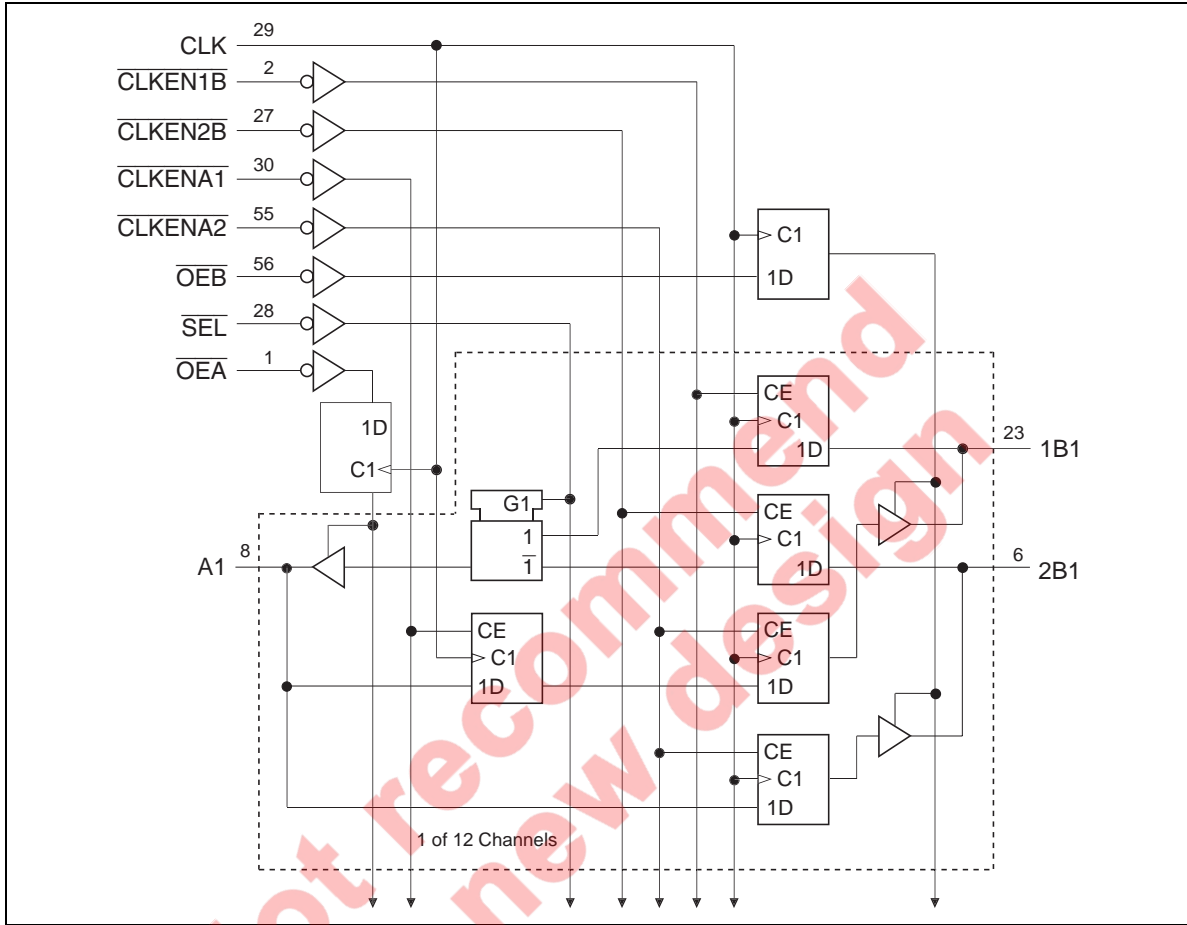 CLK 29
CLKEN1B 2
CLKEN2B 27
CLKENA1 30
CLKENA2 55
OEB 56
SEL 28
OEA 1
C1
1D
1D
C1
CE
C1
1D
23 1B1
G1
1
1
CE
C1
1D
6 2B1
A1 8
CE
C1
1D
CE
C1
1D
CE
C1
1D
1 of 12 Channels
ot recommend
new design